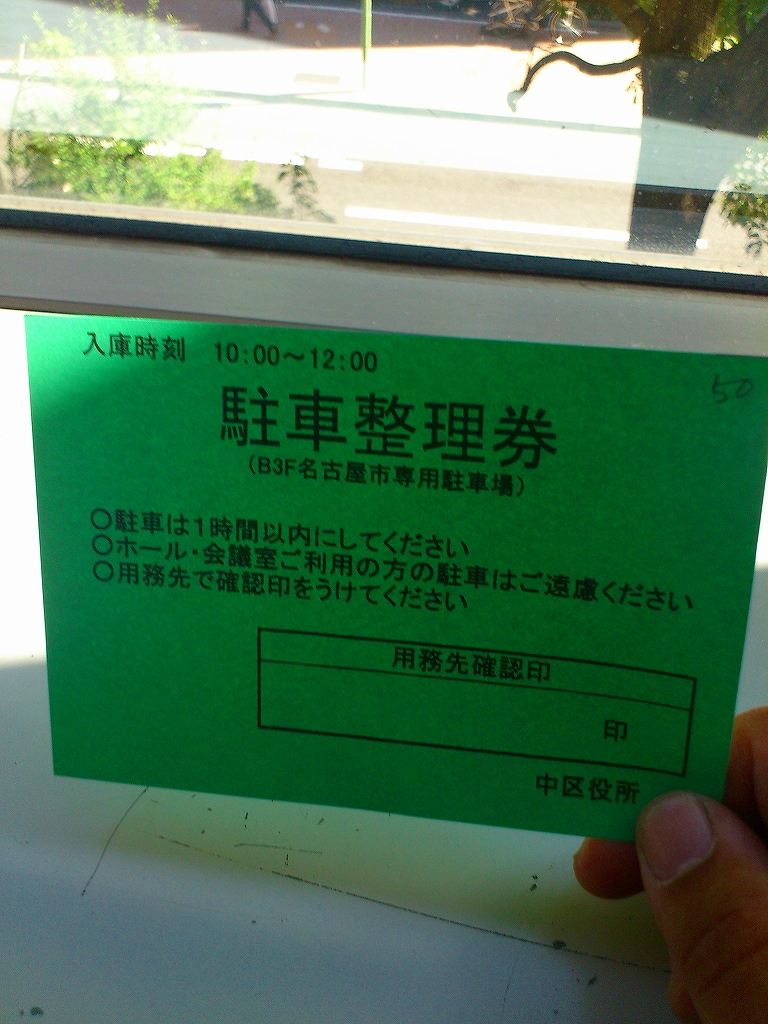 入庫時刻 10:00～12:00
50
駐車整理券
（B3F名古屋市専用駐車場）
○駐車は1時間以内にしてください
○ホール・会議室ご利用の方の駐車はご遠慮ください
○用務先で確認印をうけてください
用務先確認印
印
中区役所